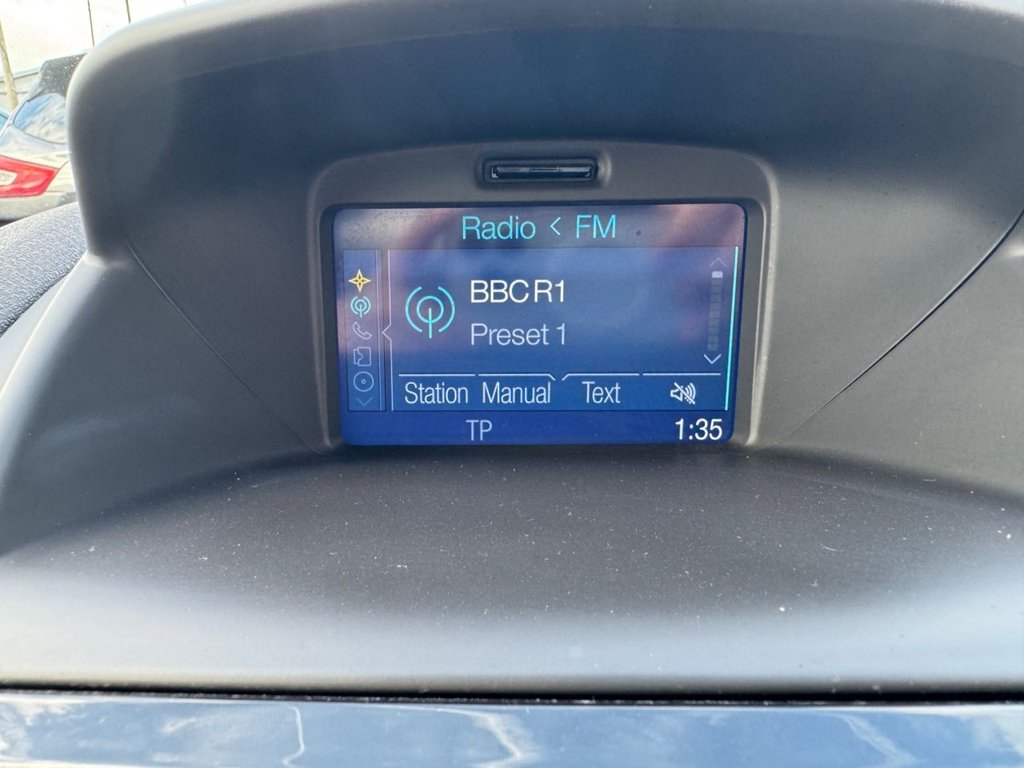 Radio < FM
BBC R1
Preset 1
Station Manual Text
TP 1:35